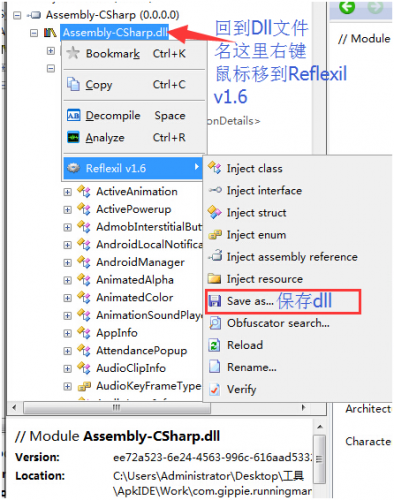 Assembly-CSharp (0.0.0.0)
Assembly-CSharp.dll
回到Dll文件
名这里右键
鼠标移到Reflexil
v1.6
// Module
Bookmark Ctrl+K
Copy Ctrl+C
Decompile Space
Analyze Ctrl+R
onDetails>
Reflexil v1.6
Inject class
Inject interface
Inject struct
Inject enum
Inject assembly reference
Inject resource
Save as... 保存dll
Obfuscator search...
Reload
Rename...
Verify
ActiveAnimation
ActivePowerup
AdmobInterstitialBut
AndroidLocalNotifica
AndroidManager
AnimatedAlpha
AnimatedColor
AnimationSoundPlaye
AppInfo
AttendancePopup
AudioClipInfo
AudioKeyFrameType
// Module Assembly-CSharp.dll
Version: ee72a523-6e24-4563-996c-616aad533
Location: C:\Users\Administrator\Desktop\工具
\ApkIDE\Work\com.gippie.runningmar
Architect
Characte